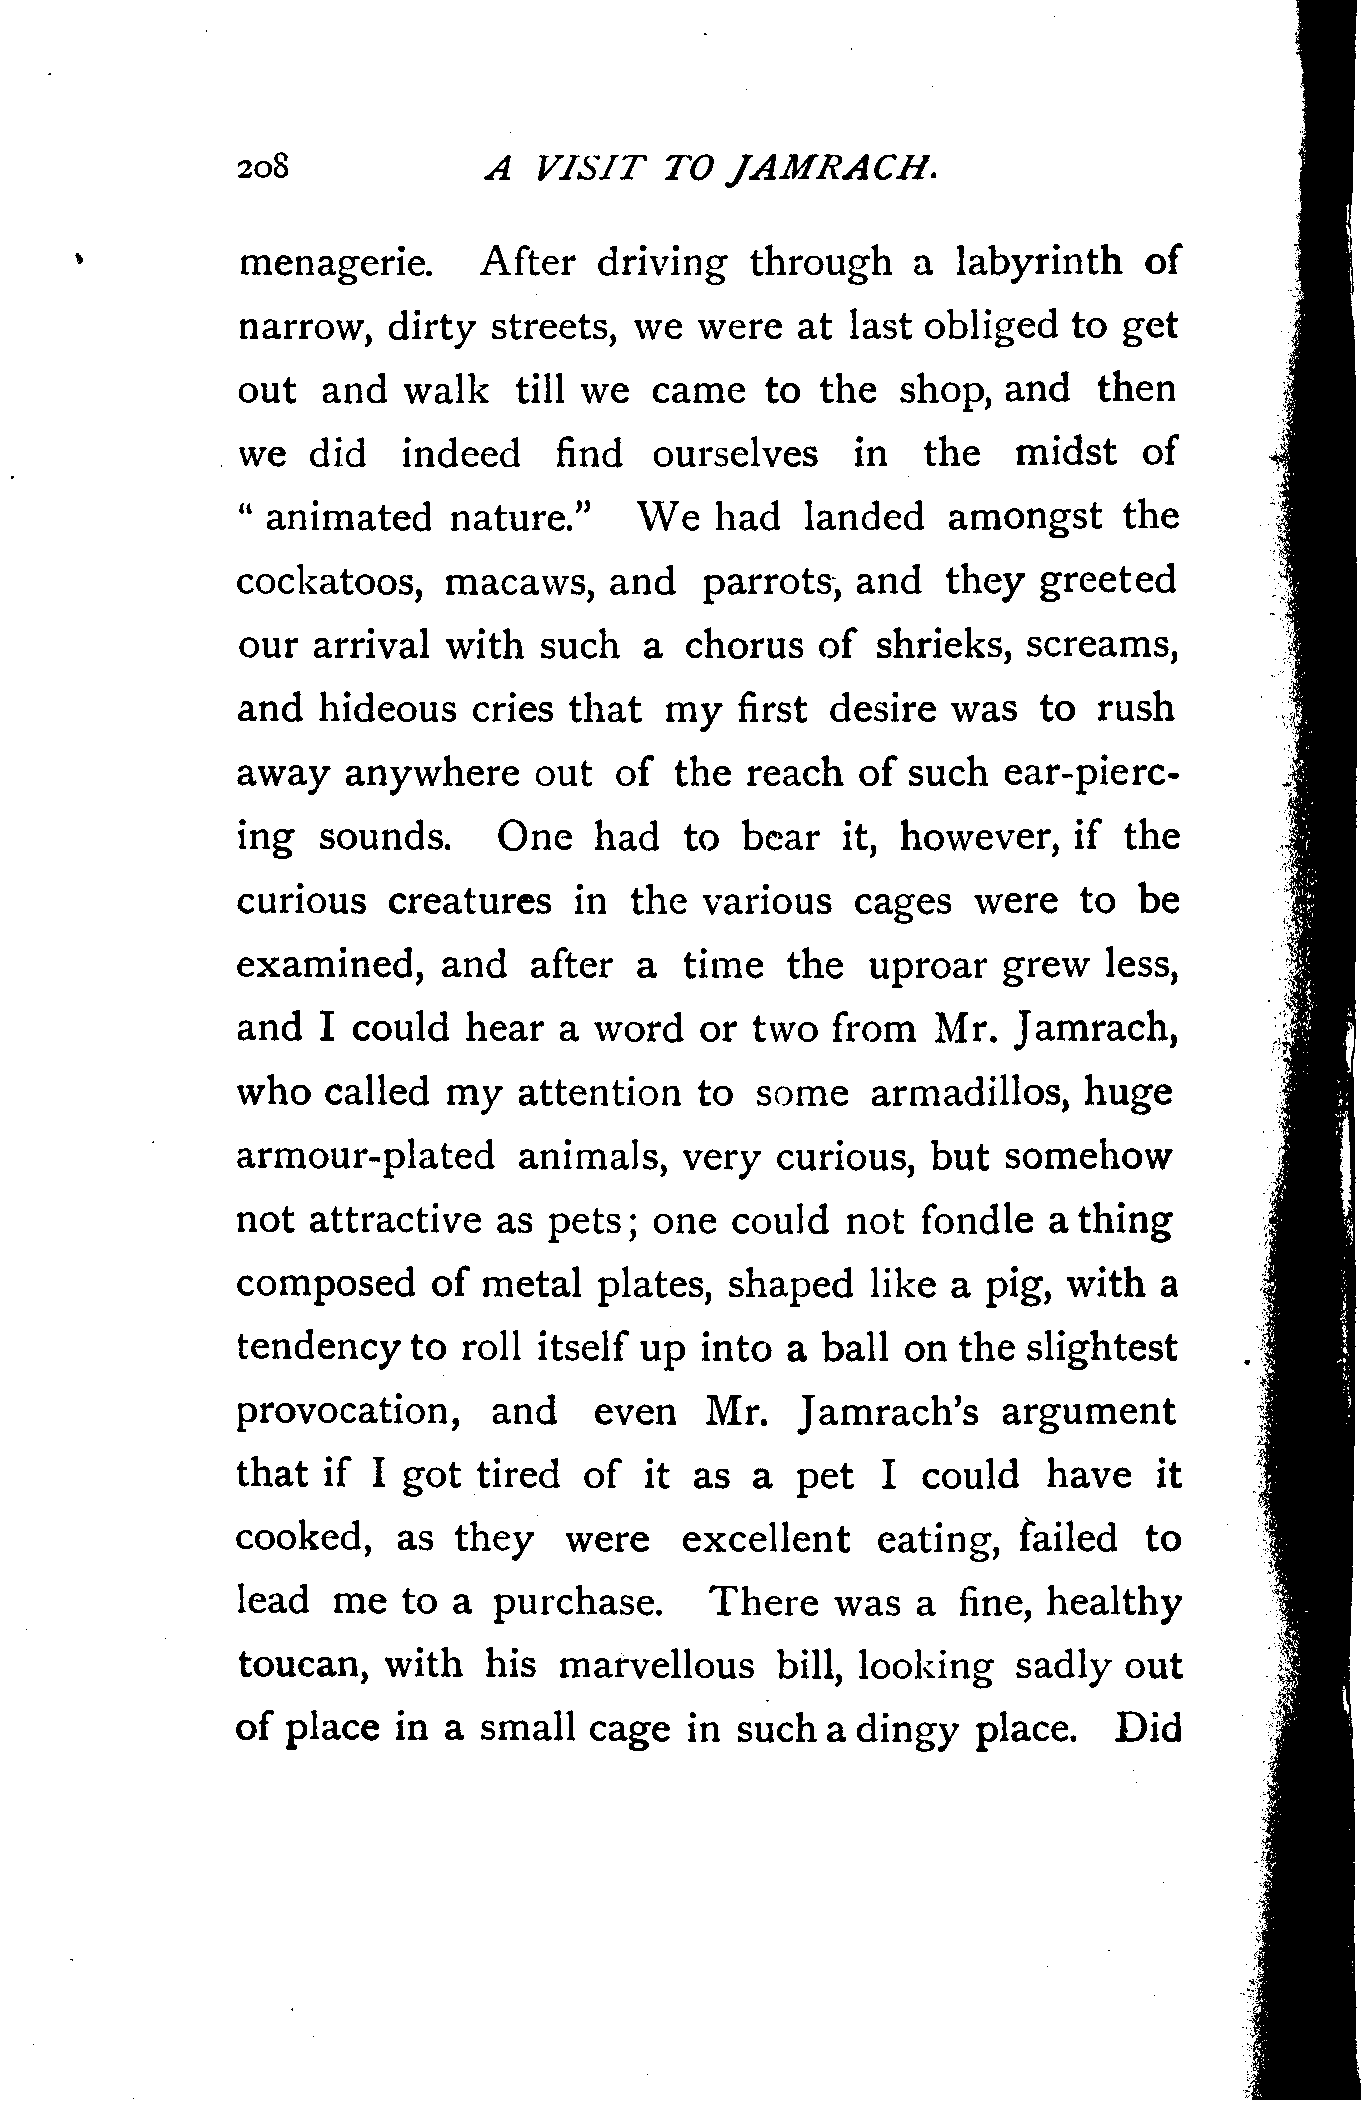 208 A VISIT TO JAMRACH.
menagerie. After driving through a labyrinth of
narrow, dirty streets, we were at last obliged to get
out and walk till we came to the shop, and then
we did indeed find ourselves in the midst of
" animated nature." We had landed amongst the
cockatoos, macaws, and parrots, and they greeted
our arrival with such a chorus of shrieks, screams,
and hideous cries that my first desire was to rush
away anywhere out of the reach of such ear-pierc-
ing sounds. One had to bear it, however, if the
curious creatures in the various cages were to be
examined, and after a time the uproar grew less,
and I could hear a word or two from Mr. Jamrach,
who called my attention to some armadillos, huge
armour-plated animals, very curious, but somehow
not attractive as pets; one could not fondle a thing
composed of metal plates, shaped like a pig, with a
tendency to roll itself up into a ball on the slightest
provocation, and even Mr. Jamrach's argument
that if I got tired of it as a pet I could have it
cooked, as they were excellent eating, failed to
lead me to a purchase. There was a fine, healthy
toucan, with his marvellous bill, looking sadly out
of place in a small cage in such a dingy place. Did